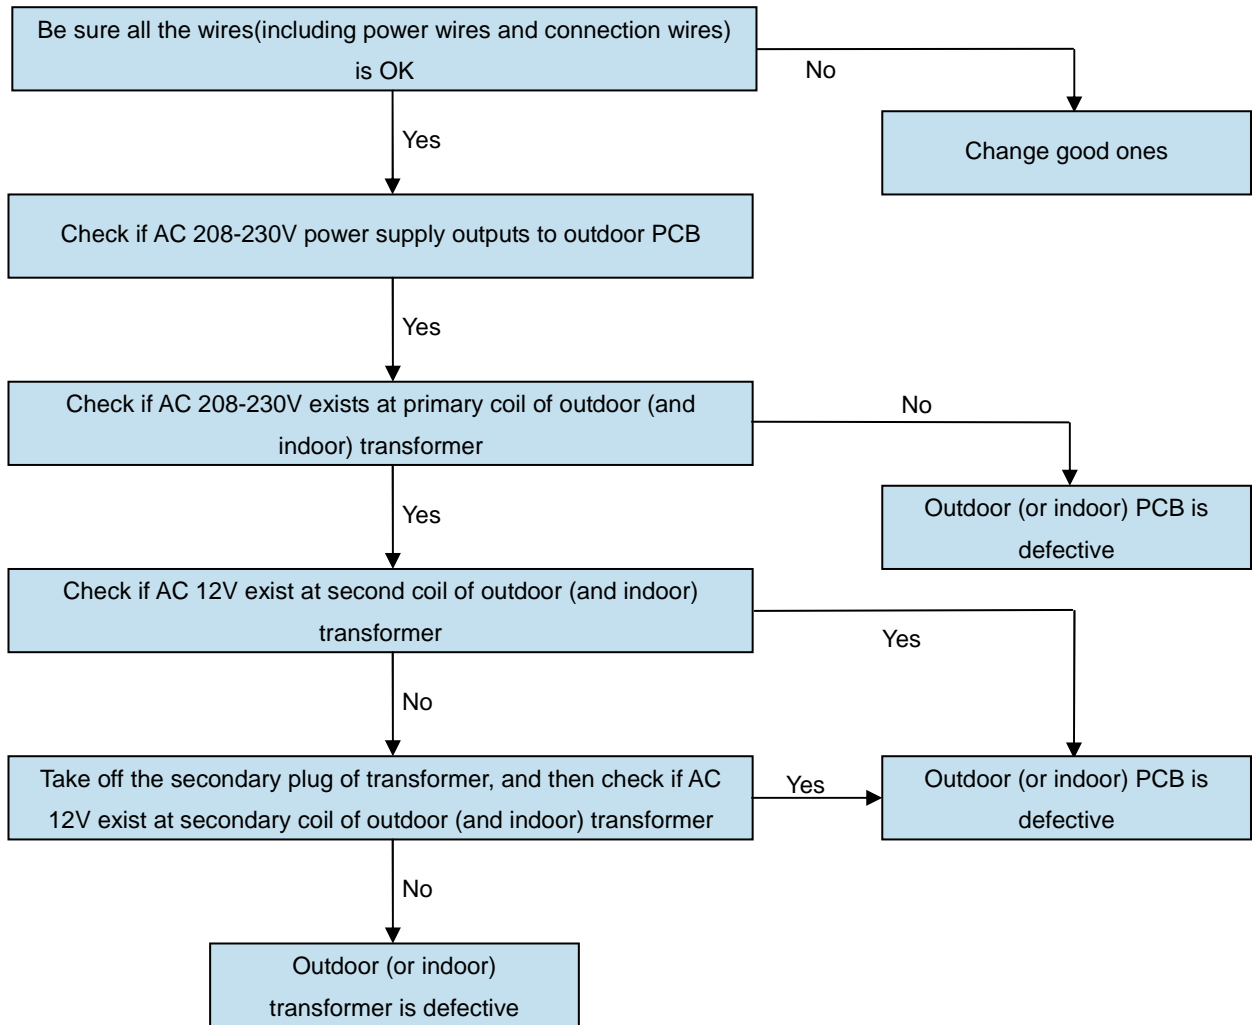 Be sure all the wires(including power wires and connection wires)
is OK
No
Change good ones
Yes
Check if AC 208-230V power supply outputs to outdoor PCB
Yes
Check if AC 208-230V exists at primary coil of outdoor (and
indoor) transformer
No
Outdoor (or indoor) PCB is
defective
Yes
Check if AC 12V exist at second coil of outdoor (and indoor)
transformer
Yes
No
Take off the secondary plug of transformer, and then check if AC
12V exist at secondary coil of outdoor (and indoor) transformer
Yes
Outdoor (or indoor) PCB is
defective
No
Outdoor (or indoor)
transformer is defective